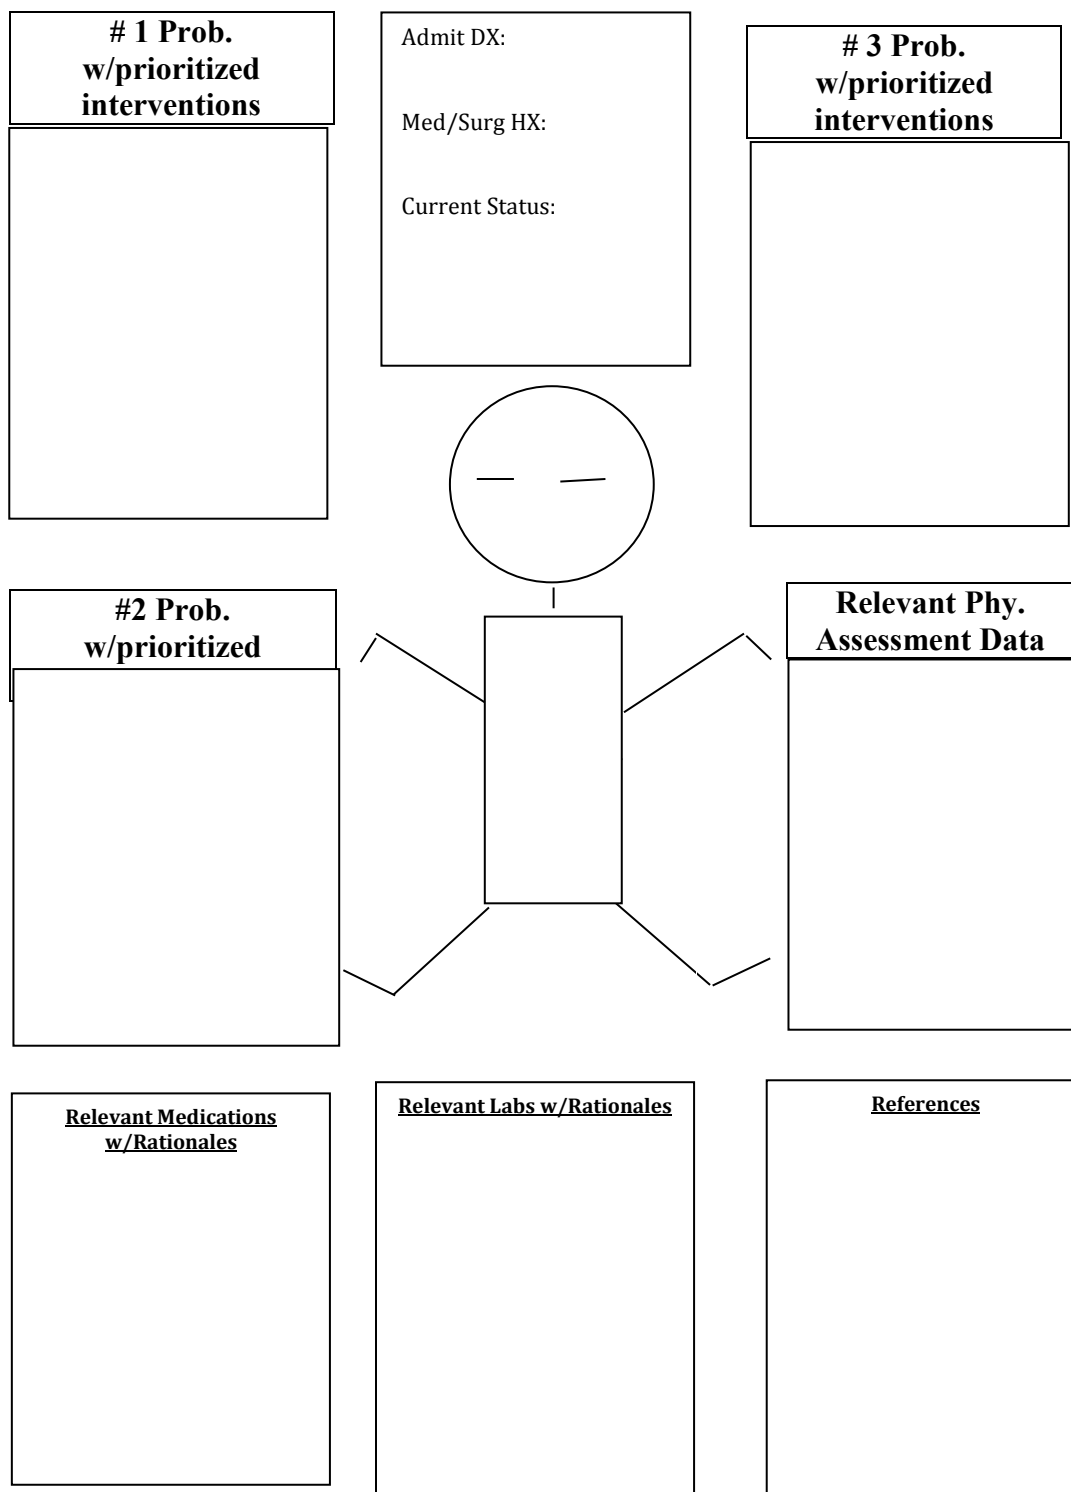 # 1 Prob.
w/prioritized
interventions
Admit DX:
Med/Surg HX:
Current Status:
# 3 Prob.
w/prioritized
interventions
#2 Prob.
w/prioritized
Relevant Phy.
Assessment Data
Relevant Medications
w/Rationales
Relevant Labs w/Rationales
References